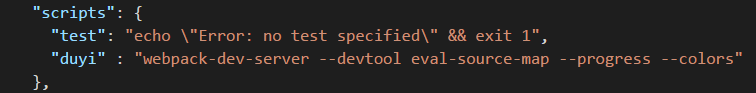 "scripts": {
"test": "echo \"Error: no test specified\" && exit 1",
"duyi" : "webpack-dev-server --devtool eval-source-map --progress --colors"
},